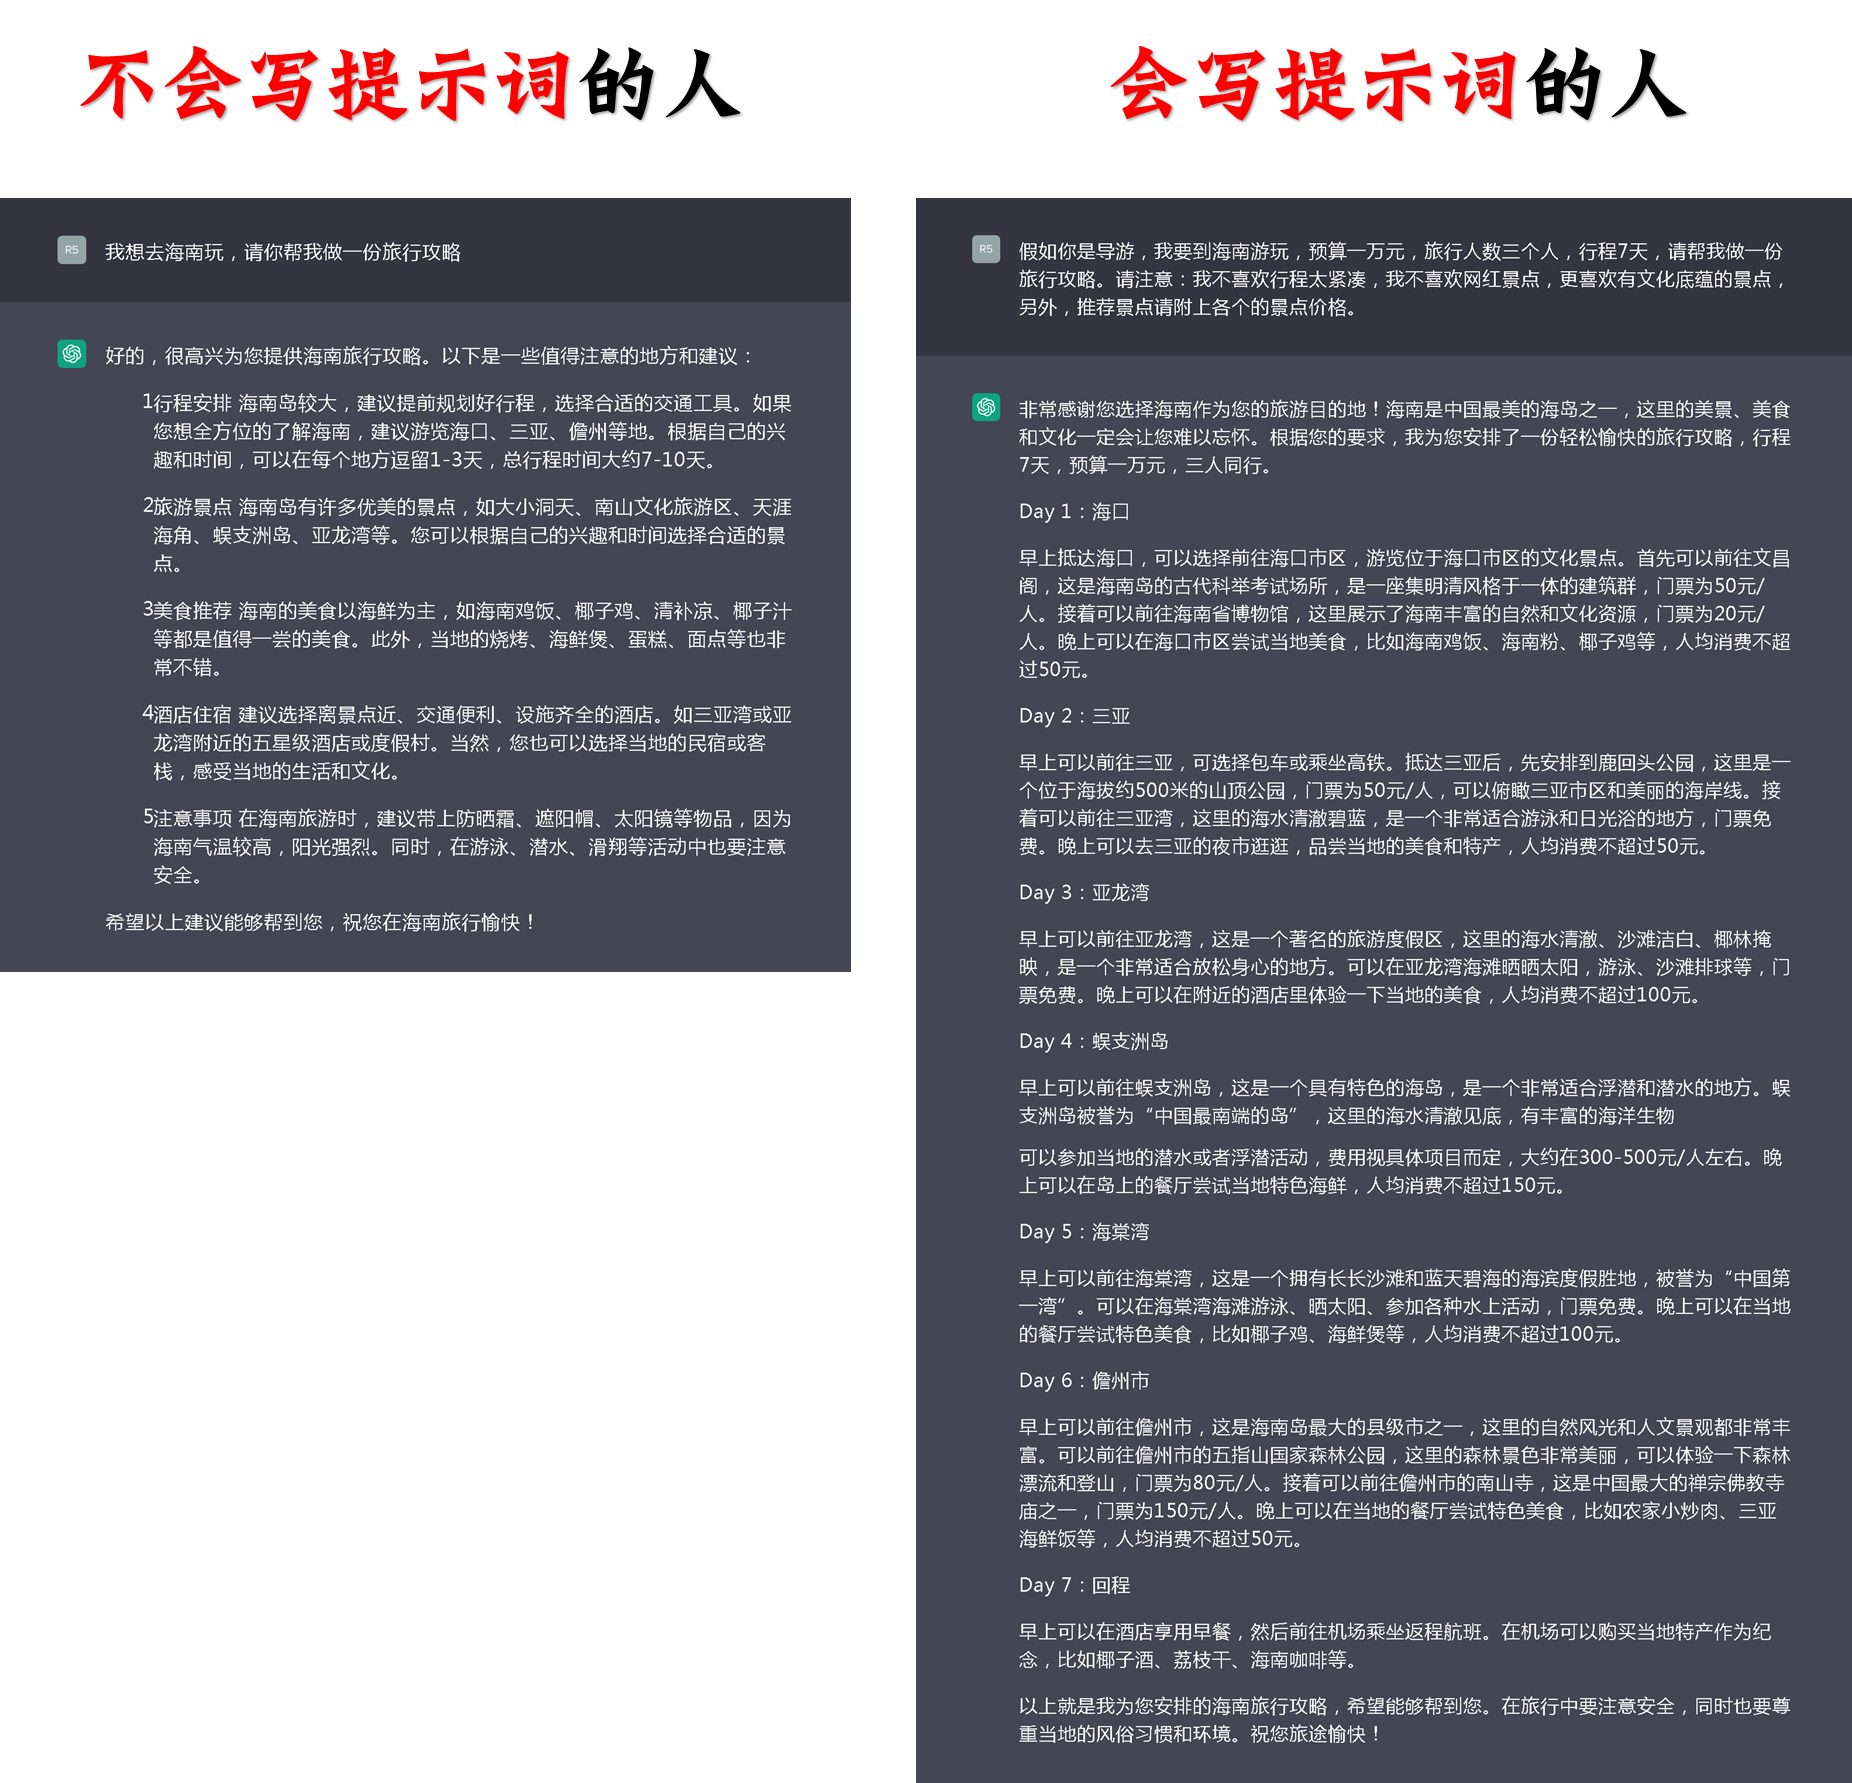 不会写提示词的人
R5
我想去海南玩，请你帮我做一份旅行攻略
好的，很高兴为您提供海南旅行攻略。以下是一些值得注意的地方和建议：
1行程安排 海南岛较大，建议提前规划好行程，选择合适的交通工具。如果
您想全方位的了解海南，建议游览海口、三亚、儋州等地。根据自己的兴
趣和时间，可以在每个地方逗留1-3天，总行程时间大约7-10天。
2旅游景点 海南岛有许多优美的景点，如大小洞天、南山文化旅游区、天涯
海角、蜈支洲岛、亚龙湾等。您可以根据自己的兴趣和时间选择合适的景
点。
3美食推荐 海南的美食以海鲜为主，如海南鸡饭、椰子鸡、清补凉、椰子汁
等都是值得一尝的美食。此外，当地的烧烤、海鲜煲、蛋糕、面点等也非
常不错。
4酒店住宿 建议选择离景点近、交通便利、设施齐全的酒店。如三亚湾或亚
龙湾附近的五星级酒店或度假村。当然，您也可以选择当地的民宿或客
栈，感受当地的生活和文化。
5注意事项 在海南旅游时，建议带上防晒霜、遮阳帽、太阳镜等物品，因为
海南气温较高，阳光强烈。同时，在游泳、潜水、滑翔等活动中也要注意
安全。
希望以上建议能够帮到您，祝您在海南旅行愉快！
会写提示词的人
R5
假如你是导游，我要到海南游玩，预算一万元，旅行人数三个人，行程7天，请帮我做一份
旅行攻略。请注意：我不喜欢行程太紧凑，我不喜欢网红景点，更喜欢有文化底蕴的景点，
另外，推荐景点请附上各个的景点价格。
非常感谢您选择海南作为您的旅游目的地！海南是中国最美的海岛之一，这里的美景、美食
和文化一定会让您难以忘怀。根据您的要求，我为您安排了一份轻松愉快的旅行攻略，行程
7天，预算一万元，三人同行。
Day 1：海口
早上抵达海口，可以选择前往海口市区，游览位于海口市区的文化景点。首先可以前往文昌
阁，这是海南岛的古代科举考试场所，是一座集明清风格于一体的建筑群，门票为50元/
人。接着可以前往海南省博物馆，这里展示了海南丰富的自然和文化资源，门票为20元/
人。晚上可以在海口市区尝试当地美食，比如海南鸡饭、海南粉、椰子鸡等，人均消费不超
过50元。
Day 2：三亚
早上可以前往三亚，可选择包车或乘坐高铁。抵达三亚后，先安排到鹿回头公园，这里是一
个位于海拔约500米的山顶公园，门票为50元/人，可以俯瞰三亚市区和美丽的海岸线。接
着可以前往三亚湾，这里的海水清澈碧蓝，是一个非常适合游泳和日光浴的地方，门票免
费。晚上可以去三亚的夜市逛逛，品尝当地的美食和特产，人均消费不超过50元。
Day 3：亚龙湾
早上可以前往亚龙湾，这是一个著名的旅游度假区，这里的海水清澈、沙滩洁白、椰林掩
映，是一个非常适合放松身心的地方。可以在亚龙湾海滩晒晒太阳，游泳、沙滩排球等，门
票免费。晚上可以在附近的酒店里体验一下当地的美食，人均消费不超过100元。
Day 4：蜈支洲岛
早上可以前往蜈支洲岛，这是一个具有特色的海岛，是一个非常适合浮潜和潜水的地方。蜈
支洲岛被誉为“中国最南端的岛”，这里的海水清澈见底，有丰富的海洋生物
可以参加当地的潜水或者浮潜活动，费用视具体项目而定，大约在300-500元/人左右。晚
上可以在岛上的餐厅尝试当地特色海鲜，人均消费不超过150元。
Day 5：海棠湾
早上可以前往海棠湾，这是一个拥有长长沙滩和蓝天碧海的海滨度假胜地，被誉为“中国第
一湾”。可以在海棠湾海滩游泳、晒太阳、参加各种水上活动，门票免费。晚上可以在当地
的餐厅尝试特色美食，比如椰子鸡、海鲜煲等，人均消费不超过100元。
Day 6：儋州市
早上可以前往儋州市，这是海南岛最大的县级市之一，这里的自然风光和人文景观都非常丰
富。可以前往儋州市的五指山国家森林公园，这里的森林景色非常美丽，可以体验一下森林
漂流和登山，门票为80元/人。接着可以前往儋州市的南山寺，这是中国最大的禅宗佛教寺
庙之一，门票为150元/人。晚上可以在当地的餐厅尝试特色美食，比如农家小炒肉、三亚
海鲜饭等，人均消费不超过50元。
Day 7：回程
早上可以在酒店享用早餐，然后前往机场乘坐返程航班。在机场可以购买当地特产作为纪
念，比如椰子酒、荔枝干、海南咖啡等。
以上就是我为您安排的海南旅行攻略，希望能够帮到您。在旅行中要注意安全，同时也要尊
重当地的风俗习惯和环境。祝您旅途愉快！